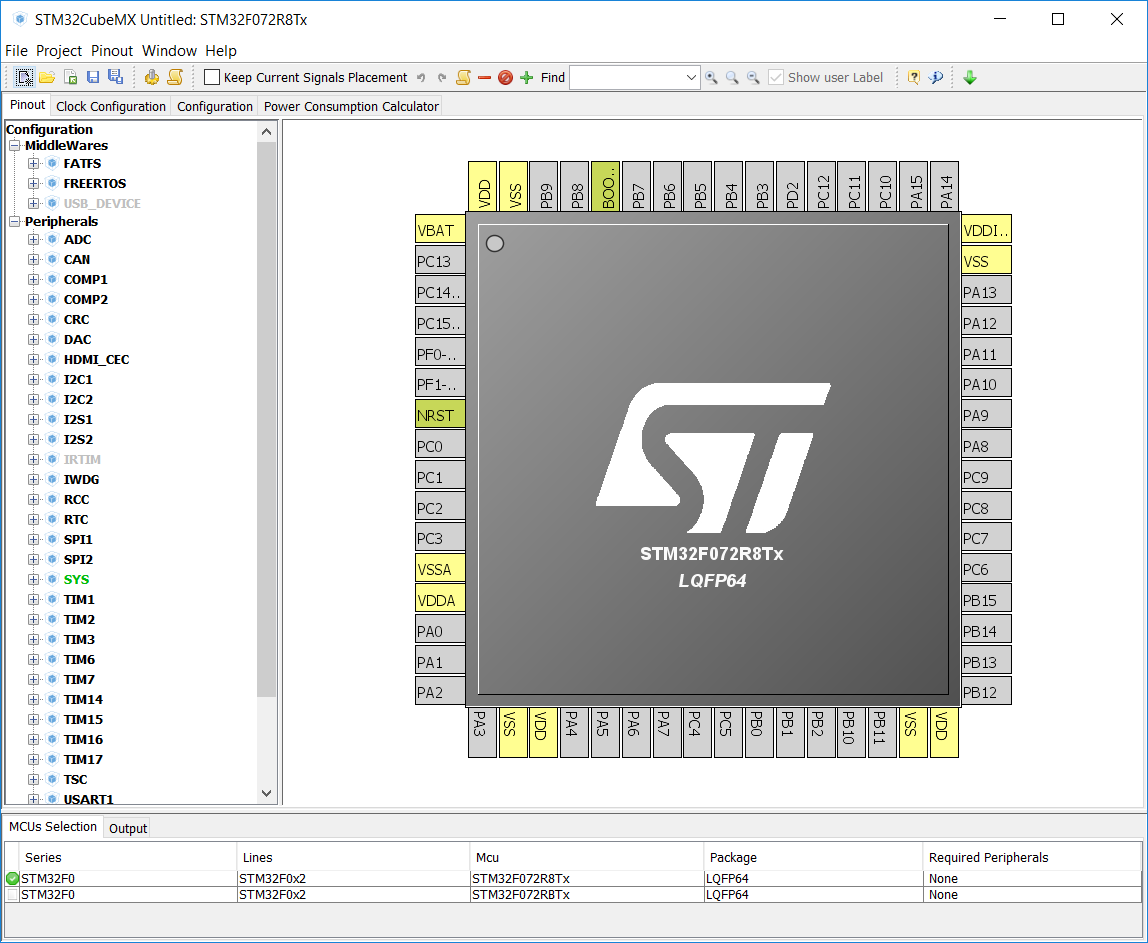 STM32CubeMX Untitled: STM32F072R8Tx
File Project Pinout Window Help
Keep Current Signals Placement Find Show user Label
Pinout Clock Configuration Configuration Power Consumption Calculator
Configuration
MiddleWares
FATFS
FREERTOS
USB_DEVICE
Peripherals
ADC
CAN
COMP1
COMP2
CRC
DAC
HDMI_CEC
I2C1
I2C2
I2S1
I2S2
IRTIM
IWDG
RCC
RTC
SPI1
SPI2
SYS
TIM1
TIM2
TIM3
TIM6
TIM7
TIM14
TIM15
TIM16
TIM17
TSC
USART1
VDD VSS PB9 PB8 BOO.. PB7 PB6 PB5 PB4 PB3 PD2 PC12 PC11 PC10 PA15 PA14
VBAT
PC13
PC14..
PC15..
PF0-..
PF1-..
NRST
PC0
PC1
PC2
PC3
VSSA
VDDA
PA0
PA1
PA2
ST
STM32F072R8Tx
LQFP64
VDDI..
VSS
PA13
PA12
PA11
PA10
PA9
PA8
PC9
PC8
PC7
PC6
PB15
PB14
PB13
PB12
PA3 VSS VDD PA4 PA5 PA6 PA7 PC4 PC5 PB0 PB1 PB2 PB10 PB11 VSS VDD
MCUs Selection Output
Series Lines Mcu Package Required Peripherals
STM32F0 STM32F0x2 STM32F072R8Tx LQFP64 None
STM32F0 STM32F0x2 STM32F072RBTx LQFP64 None